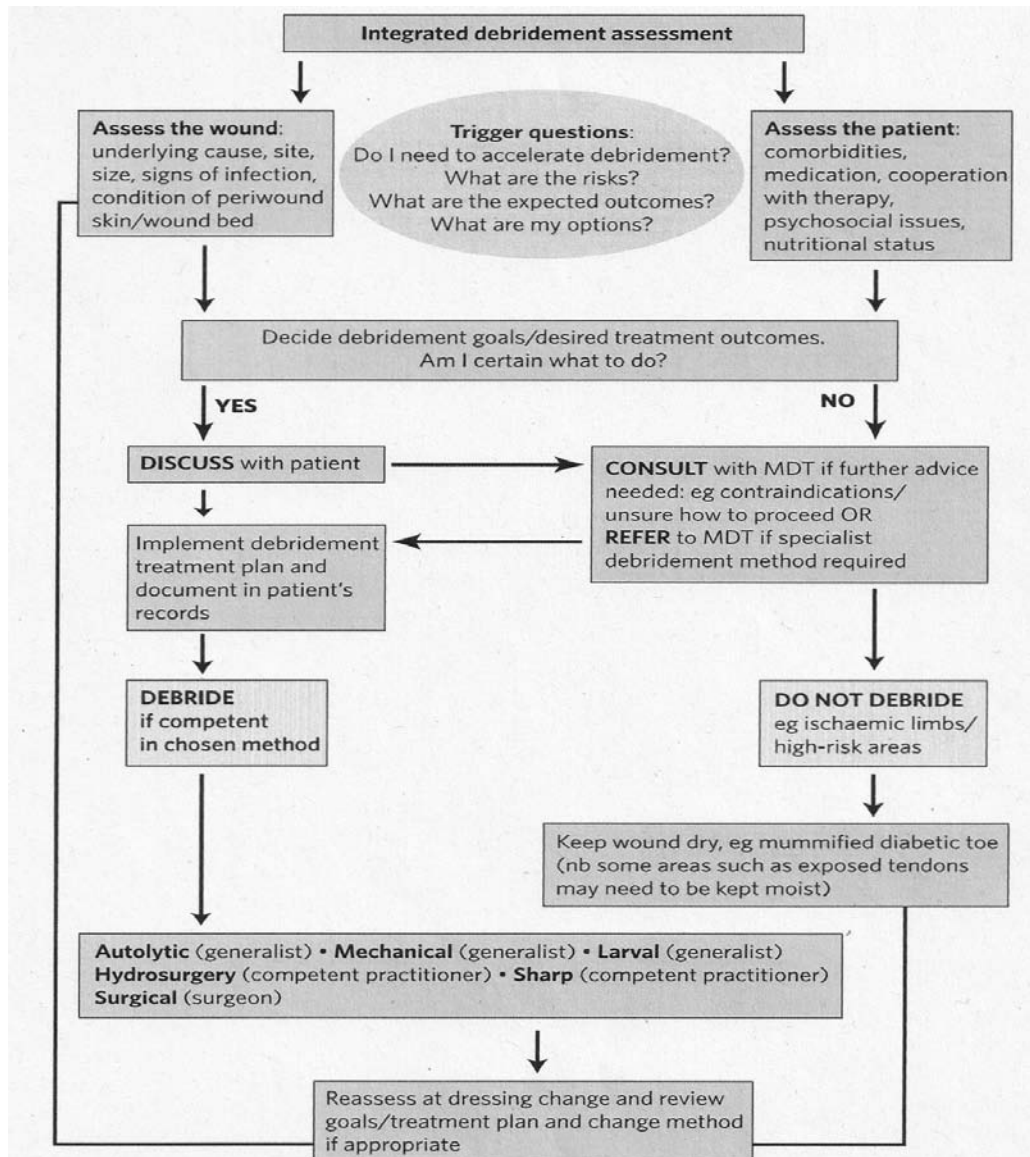 Integrated debridement assessment
Assess the wound:
underlying cause, site,
size, signs of infection,
condition of periwound
skin/wound bed
Trigger questions:
Do I need to accelerate debridement?
What are the risks?
What are the expected outcomes?
What are my options?
Assess the patient:
comorbidities,
medication, cooperation
with therapy,
psychosocial issues,
nutritional status
Decide debridement goals/desired treatment outcomes.
Am I certain what to do?
YES
NO
DISCUSS with patient
CONSULT with MDT if further advice
needed: eg contraindications/
unsure how to proceed OR
REFER to MDT if specialist
debridement method required
Implement debridement
treatment plan and
document in patient's
records
DEBRIDE
if competent
in chosen method
DO NOT DEBRIDE
eg ischaemic limbs/
high-risk areas
Keep wound dry, eg mummified diabetic toe
(nb some areas such as exposed tendons
may need to be kept moist)
Autolytic (generalist) • Mechanical (generalist) • Larval (generalist)
Hydrosurgery (competent practitioner) • Sharp (competent practitioner)
Surgical (surgeon)
Reassess at dressing change and review
goals/treatment plan and change method
if appropriate